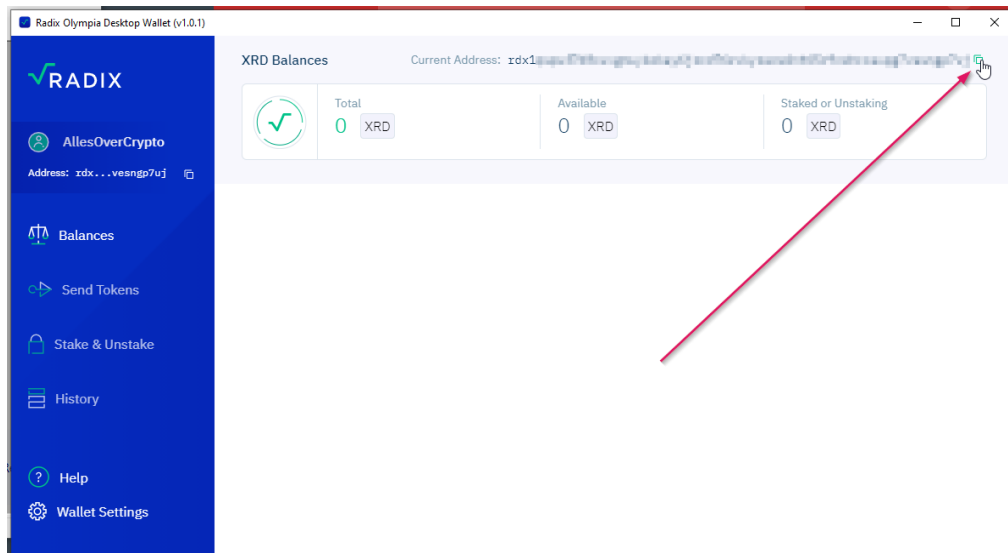 Radix Olympia Desktop Wallet (v1.0.1)
RADIX
AllesOverCrypto
Address: rdx...vesngp7uj
Balances
Send Tokens
Stake & Unstake
History
Help
Wallet Settings
XRD Balances
Current Address: rdx1
Total
0 XRD
Available
0 XRD
Staked or Unstaking
0 XRD